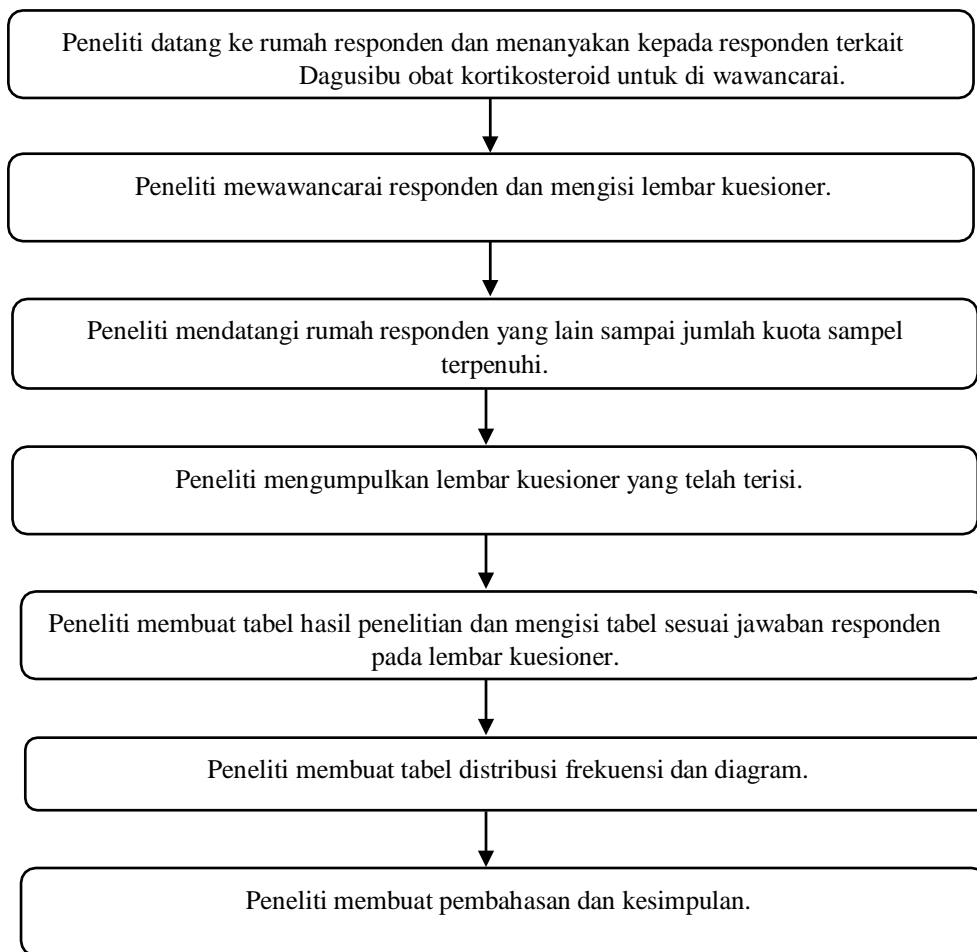 Peneliti datang ke rumah responden dan menanyakan kepada responden terkait
Dagusibu obat kortikosteroid untuk di wawancarai.
Peneliti mewawancarai responden dan mengisi lembar kuesioner.
Peneliti mendatangi rumah responden yang lain sampai jumlah kuota sampel
terpenuhi.
Peneliti mengumpulkan lembar kuesioner yang telah terisi.
Peneliti membuat tabel hasil penelitian dan mengisi tabel sesuai jawaban responden
pada lembar kuesioner.
Peneliti membuat tabel distribusi frekuensi dan diagram.
Peneliti membuat pembahasan dan kesimpulan.